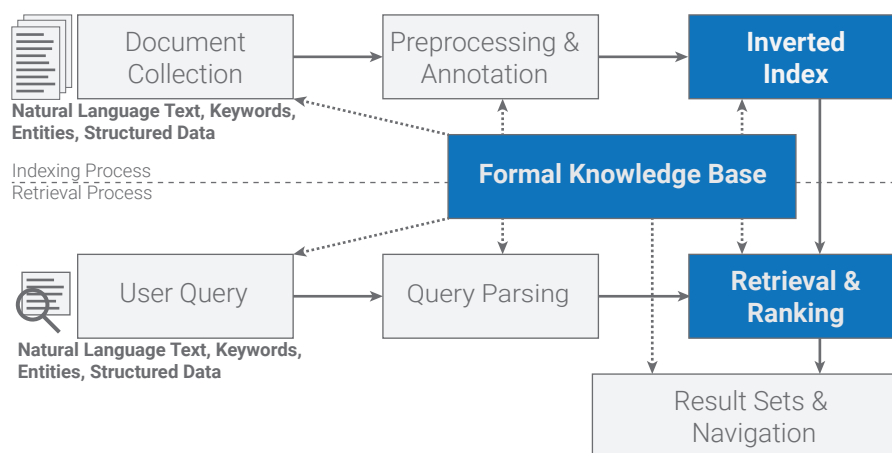 Document
Collection
Preprocessing &
Annotation
Inverted
Index
Natural Language Text, Keywords,
Entities, Structured Data
Indexing Process
Formal Knowledge Base
Retrieval Process
User Query
Query Parsing
Retrieval &
Ranking
Natural Language Text, Keywords,
Entities, Structured Data
Result Sets &
Navigation